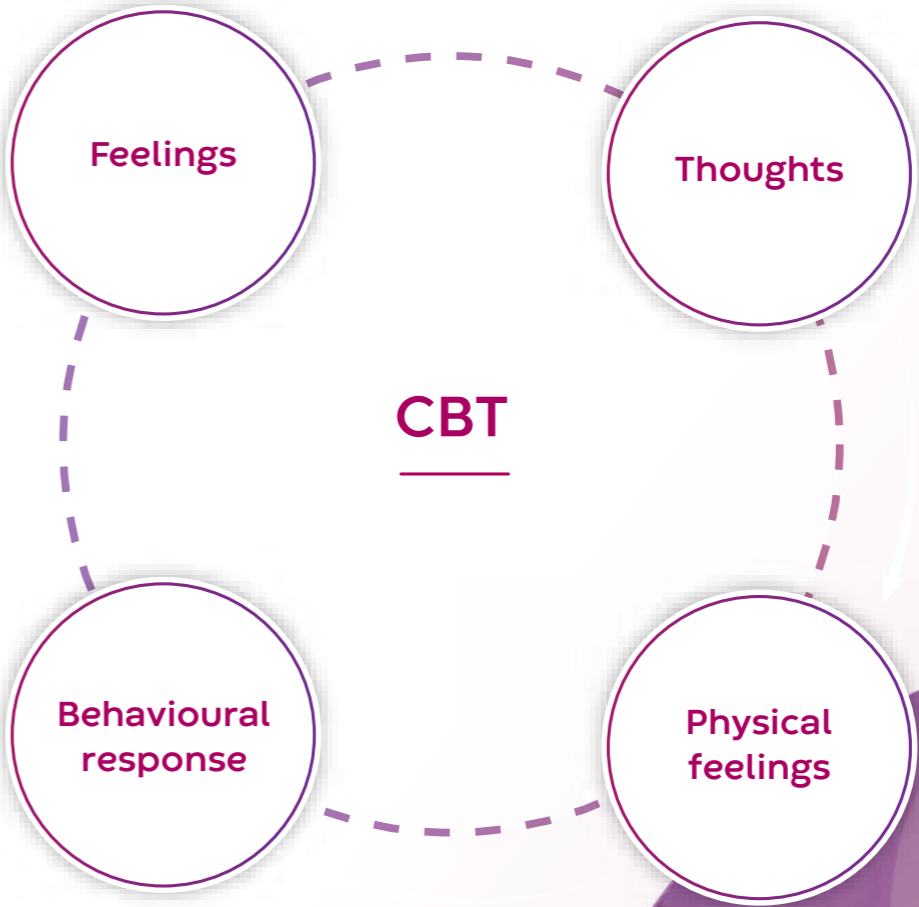 Feelings
Thoughts
CBT
Behavioural
response
Physical
feelings